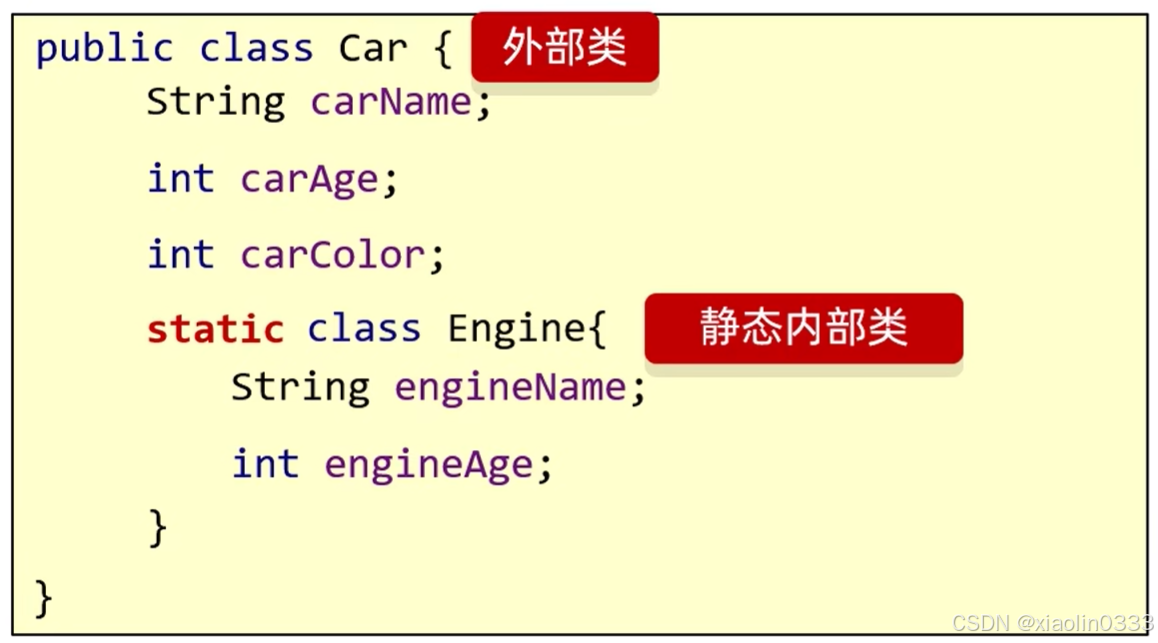 public class Car { 外部类
String carName;
int carAge;
int carColor;
static class Engine{ 静态内部类
String engineName;
int engineAge;
}
}
CSDN @xiaolin0333